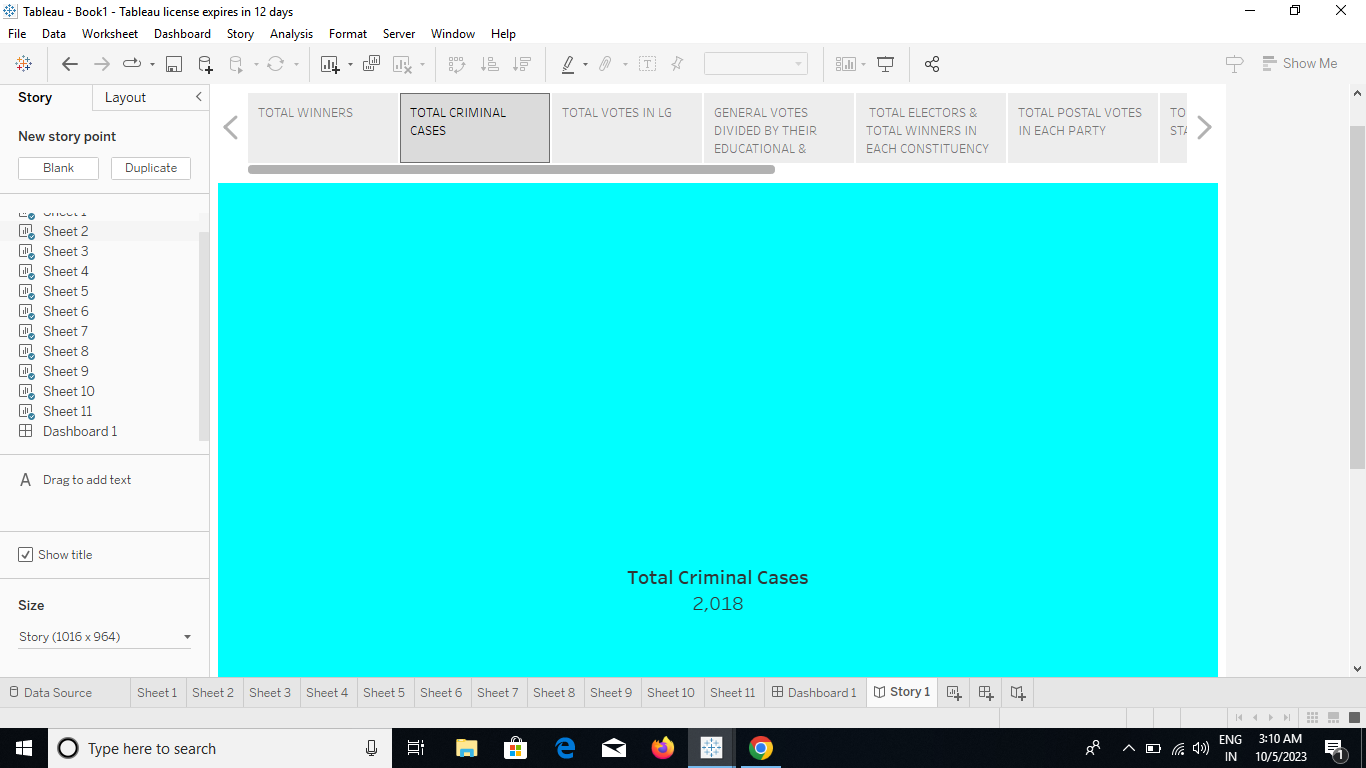 Tableau - Book1 - Tableau license expires in 12 days
File Data Worksheet Dashboard Story Analysis Format Server Window Help
Show Me
Story Layout
New story point
Blank Duplicate
Sheet 1
Sheet 2
Sheet 3
Sheet 4
Sheet 5
Sheet 6
Sheet 7
Sheet 8
Sheet 9
Sheet 10
Sheet 11
Dashboard 1
A Drag to add text
Show title
Size
Story (1016 x 964)
TOTAL WINNERS
TOTAL CRIMINAL
CASES
TOTAL VOTES IN LG
GENERAL VOTES
DIVIDED BY THEIR
EDUCATIONAL &
TOTAL ELECTORS &
TOTAL WINNERS IN
EACH CONSTITUENCY
TOTAL POSTAL VOTES
IN EACH PARTY
TO
STA
Total Criminal Cases
2,018
Data Source Sheet 1 Sheet 2 Sheet 3 Sheet 4 Sheet 5 Sheet 6 Sheet 7 Sheet 8 Sheet 9 Sheet 10 Sheet 11 Dashboard 1 Story 1
Type here to search
ENG
IN
3:10 AM
10/5/2023
1